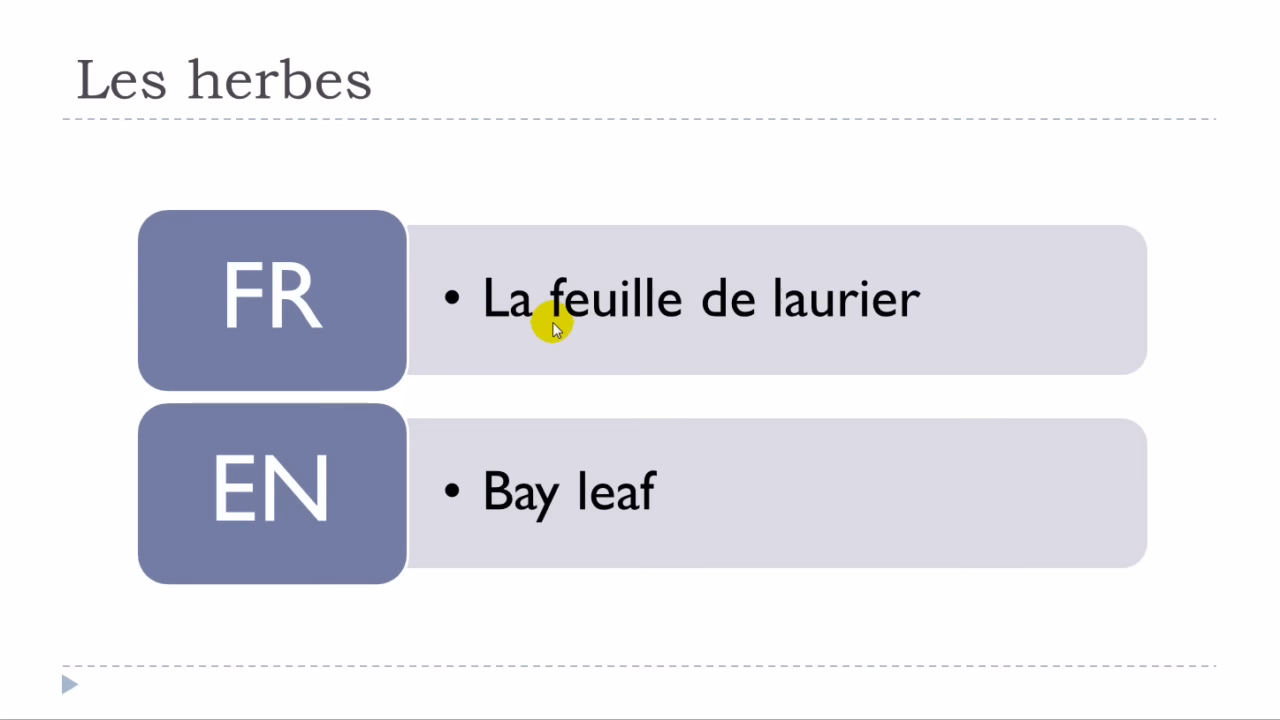 Les herbes
FR
• La feuille de laurier
EN
• Bay leaf